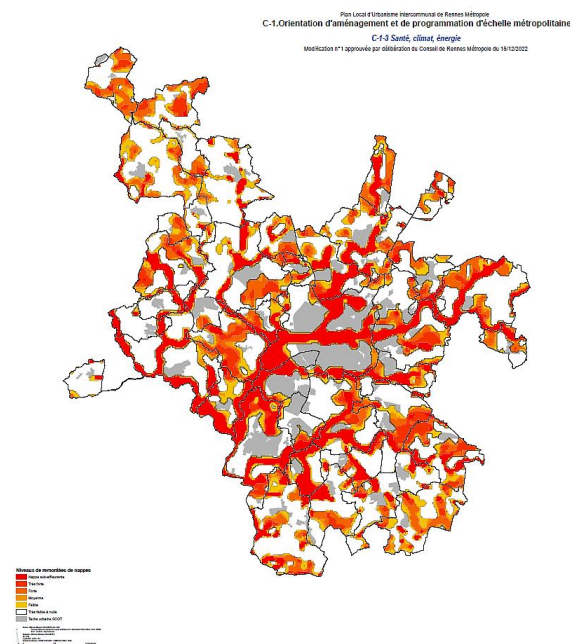 Plan Local d'Urbanisme intercommunal de Rennes Métropole
C-1.Orientation d'aménagement et de programmation d'échelle métropolitaine
C-1-3 Santé, climat, énergie
Modification n°1 approuvée par délibération du Conseil de Rennes Métropole du 15/12/2022
Niveaux de remontées de nappes
Nappe sub-affleurante
Très forte
Forte
Moyenne
Faible
Très faible à nulle
Tache urbaine SCOT